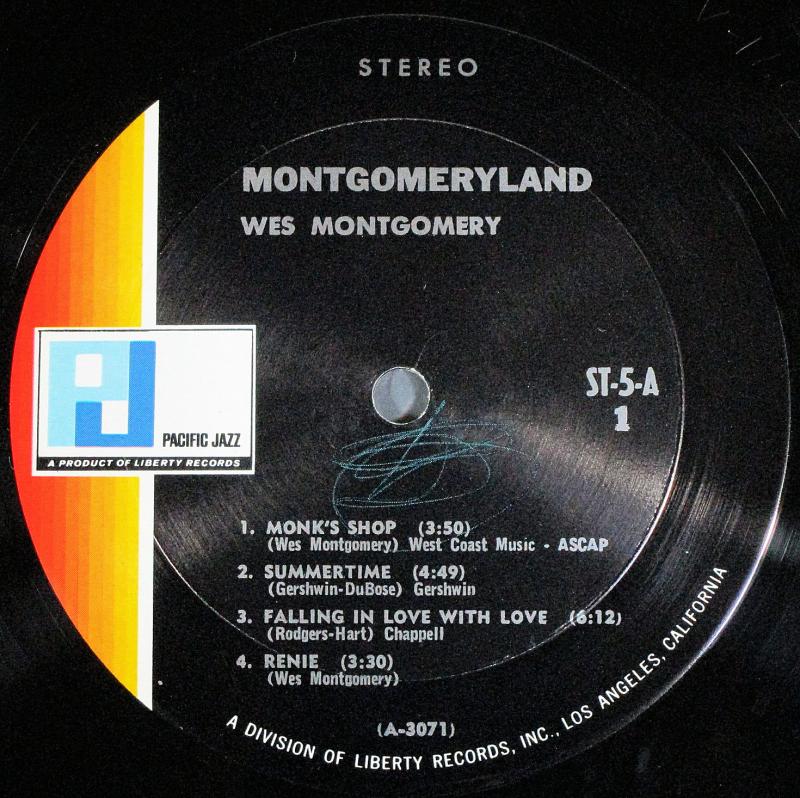 STEREO
MONTGOMERYLAND
WES MONTGOMERY
ST-5-A
1
PJ
PACIFIC JAZZ
A PRODUCT OF LIBERTY RECORDS
1. MONK'S SHOP (3:50)
(Wes Montgomery) West Coast Music - ASCAP
2. SUMMERTIME (4:49)
(Gershwin-DuBose) Gershwin
3. FALLING IN LOVE WITH LOVE (6:12)
(Rodgers-Hart) Chappell
4. RENIE (3:30)
(Wes Montgomery)
(A-3071)
A DIVISION OF LIBERTY RECORDS, INC., LOS ANGELES, CALIFORNIA